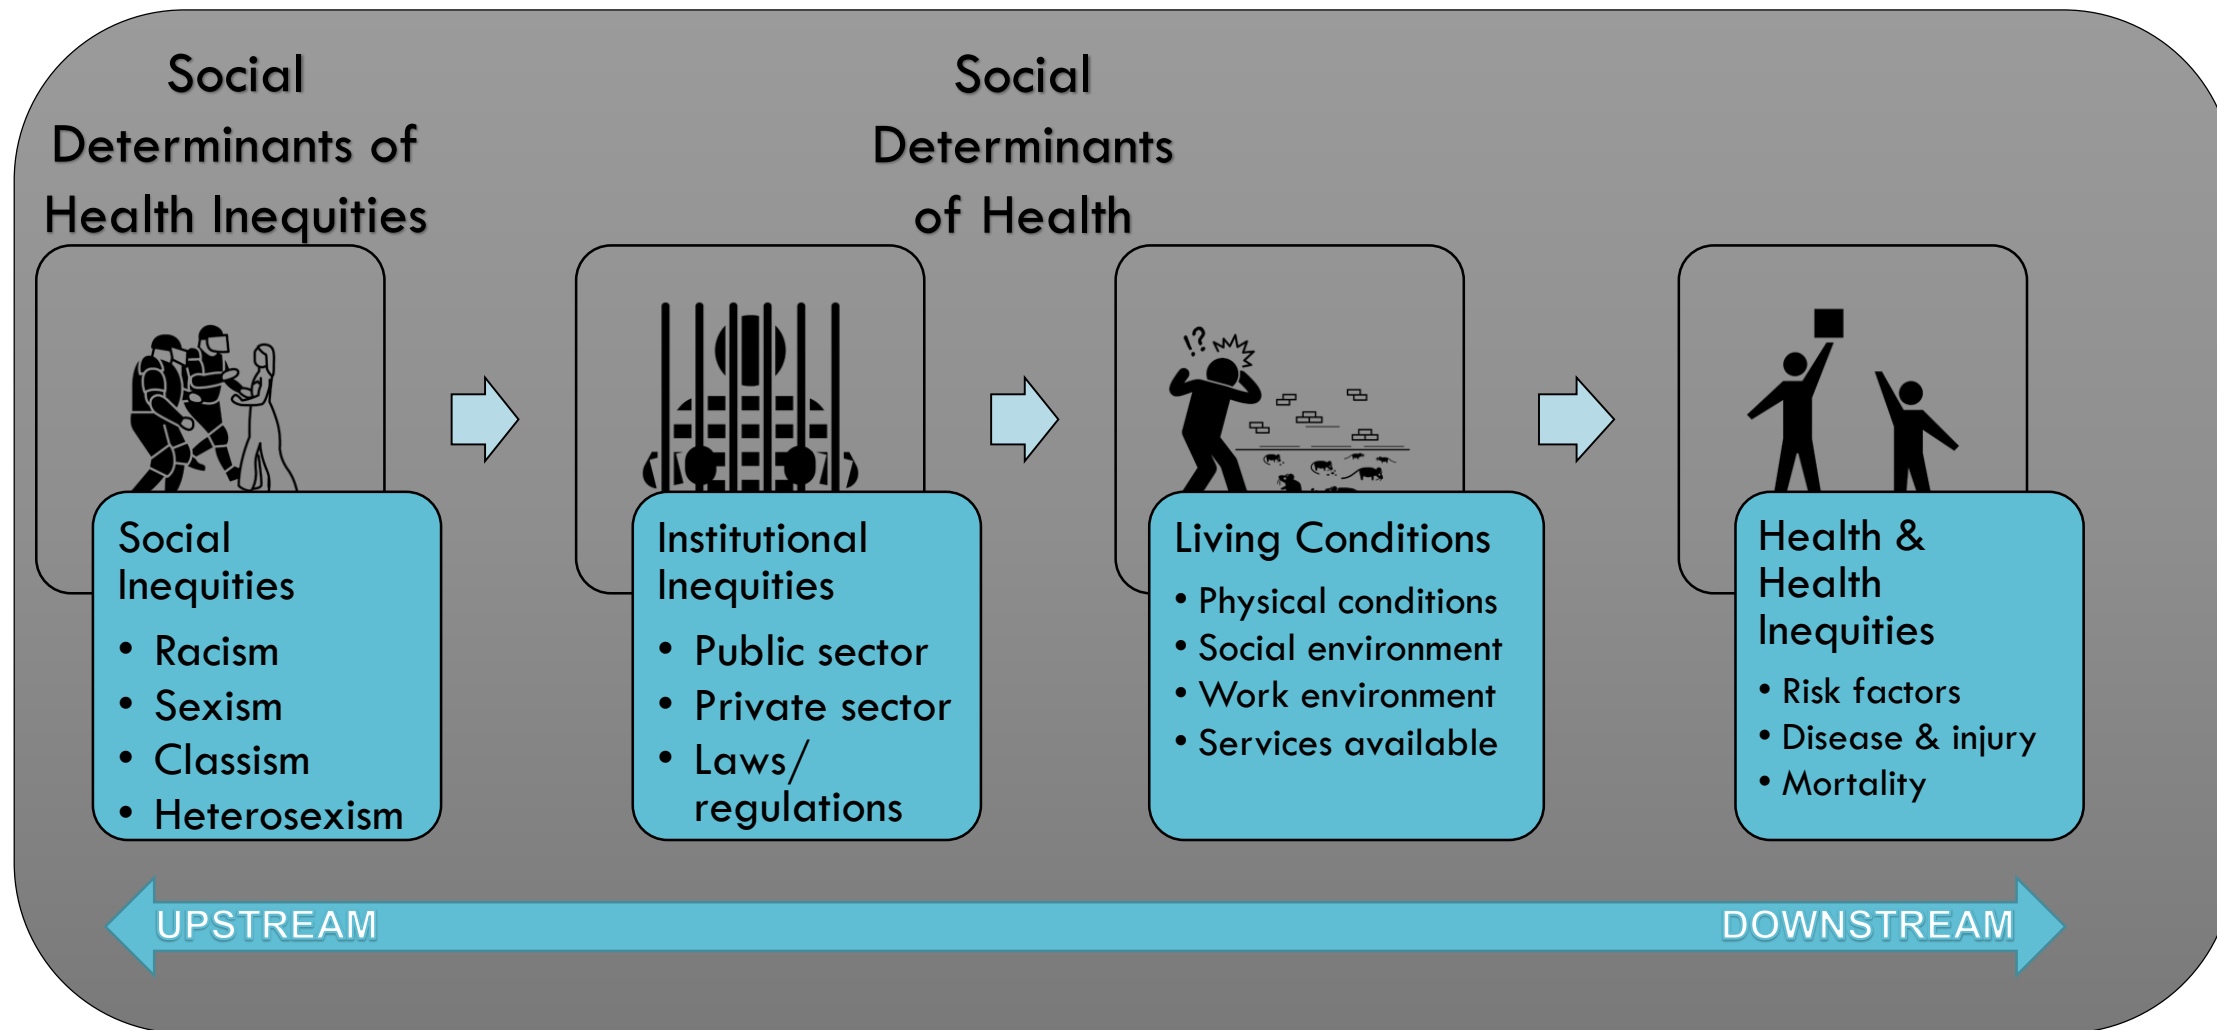 Social
Determinants of
Health Inequities
Social
Determinants
of Health
!?
Social
Inequities
• Racism
• Sexism
• Classism
• Heterosexism
Institutional
Inequities
• Public sector
• Private sector
• Laws/
regulations
Living Conditions
• Physical conditions
• Social environment
• Work environment
• Services available
Health &
Health
Inequities
• Risk factors
• Disease & injury
• Mortality
UPSTREAM
DOWNSTREAM